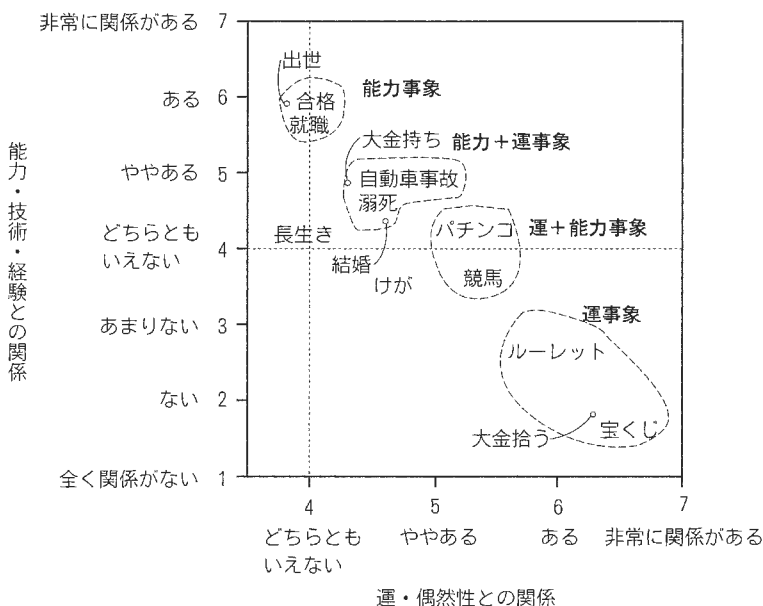 非常に関係がある 7
出世
能力事象
ある 6
合格
就職
大金持ち 能力＋運事象
ややある 5
自動車事故
溺死
どちらとも
いえない 4
長生き
パチンコ 運＋能力事象
結婚
けが
競馬
あまりない 3
運事象
ルーレット
ない 2
大金拾う
宝くじ
全く関係がない 1
能力・技術・経験との関係
4 5 6 7
どちらとも ややある ある 非常に関係がある
いえない
運・偶然性との関係